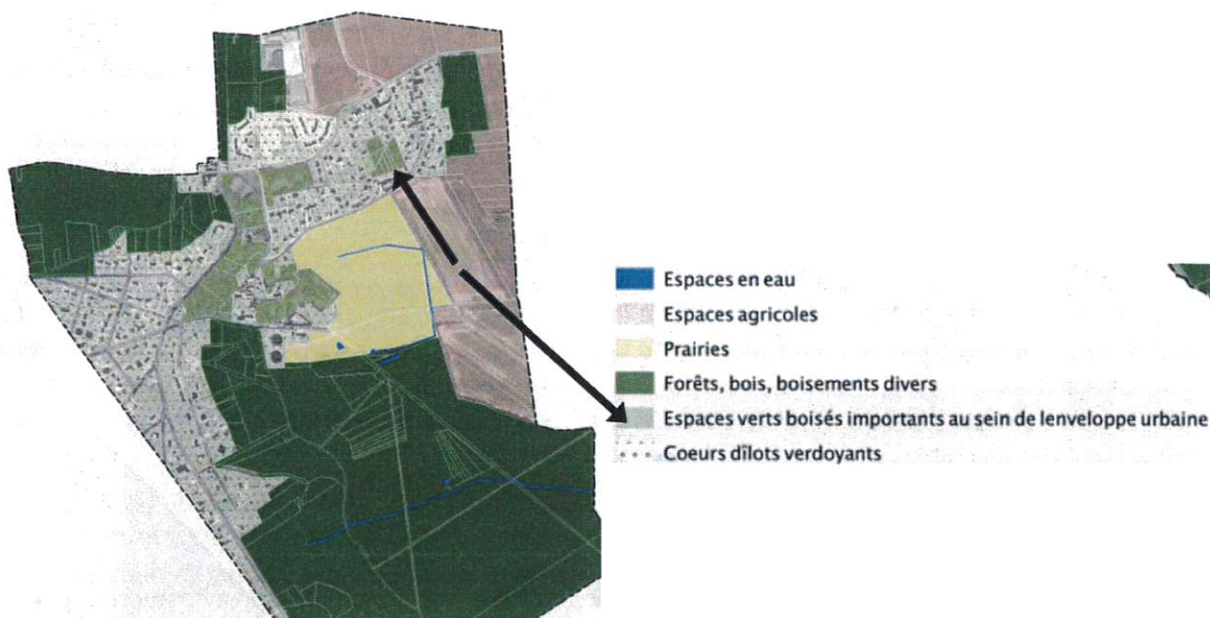 Espaces en eau
Espaces agricoles
Prairies
Forêts, bois, boisements divers
Espaces verts boisés importants au sein de lenveloppe urbaine
Coeurs dîlots verdoyants